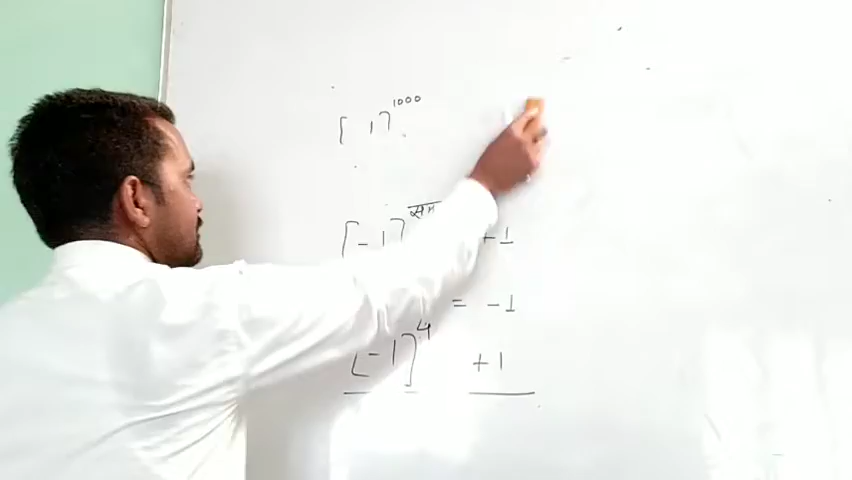 [ 1]^1000
[-1]^सम +1
= -1
[-1]^4 +1